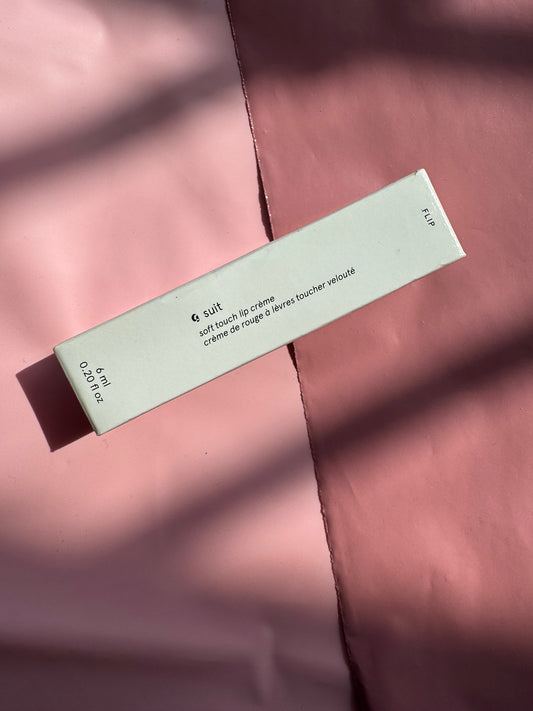 suit
soft touch lip crème
crème de rouge à lèvres toucher velouté
6 ml
0.20 fl oz
FLIP